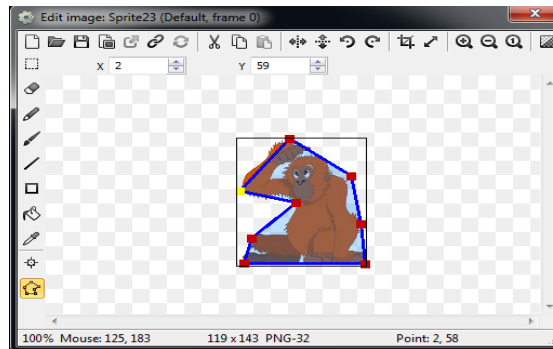 Edit image: Sprite23 (Default, frame 0)
X 2 Y 59
100% Mouse: 125, 183 119 x 143 PNG-32 Point: 2, 58